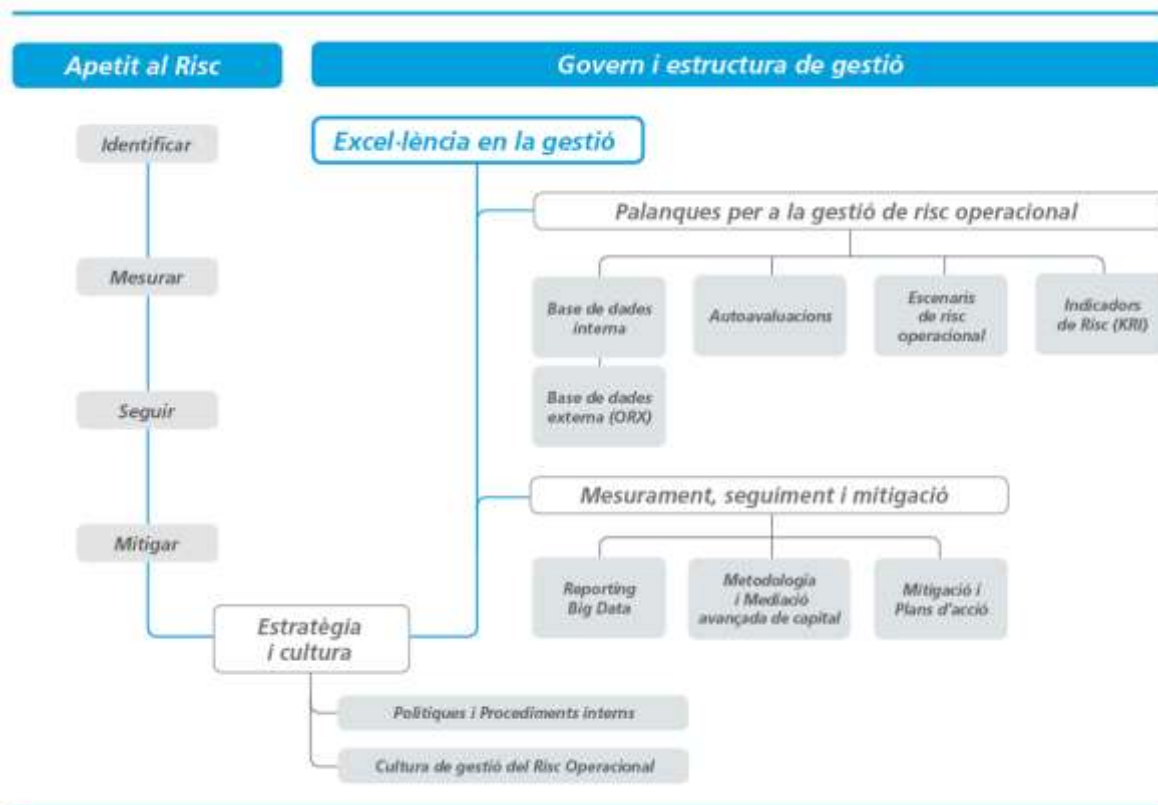 Apetit al Risc
Govern i estructura de gestió
Identificar
Mesurar
Seguir
Mitigar
Excel·lència en la gestió
Palanques per a la gestió de risc operacional
Base de dades
interna
Autoavaluacions
Escenaris
de risc
operacional
Indicadors
de Risc (KRI)
Base de dades
externa (ORX)
Mesurament, seguiment i mitigació
Reporting
Big Data
Metodologia
i Mediació
avançada de capital
Mitigació i
Plans d'acció
Estratègia
i cultura
Polítiques i Procediments interns
Cultura de gestió del Risc Operacional